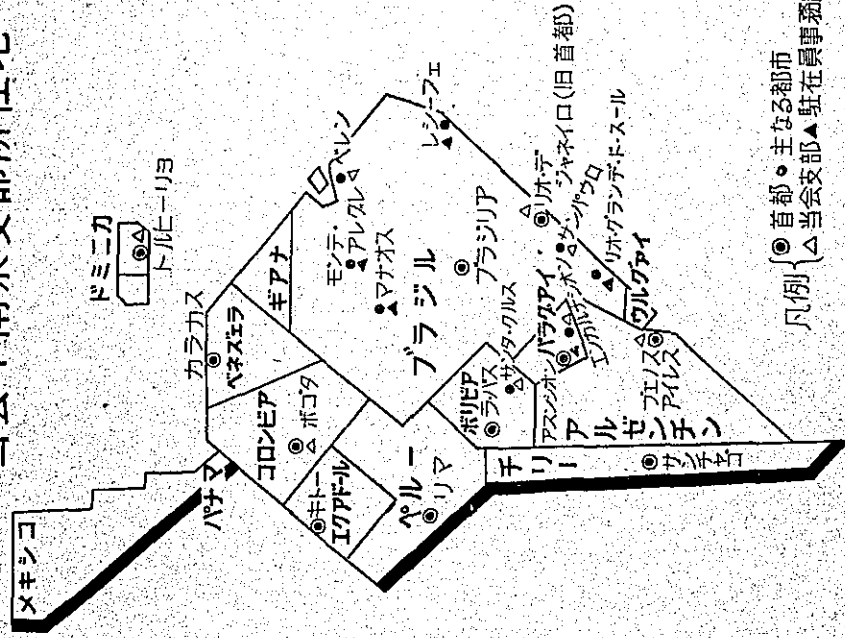 当会中南米支部所在地
メキシコ
パナマ
ドミニカ
トルヒーリヨ
カラカス
ベネズエラ
ギアナ
コロンビア
ボゴタ
キトー
エクアドール
ペルー
リマ
モンテ・
アレグレ
ベレン
マナオス
ブラジル
レシーフェ
ブラジリア
ボリビア
ラパス
サンタ・クルス
リオ・デ・
ジャネイロ(旧首都)
サンパウロ
パラグァイ
アスンシオン
エンカルナシオン
リオ・グランデ・ド・スール
ウルグァイ
ブエノス
アイレス
アルゼンチン
チリー
サンチャゴ
凡例
◉首都 ●主なる都市
△当会支部▲駐在員事務